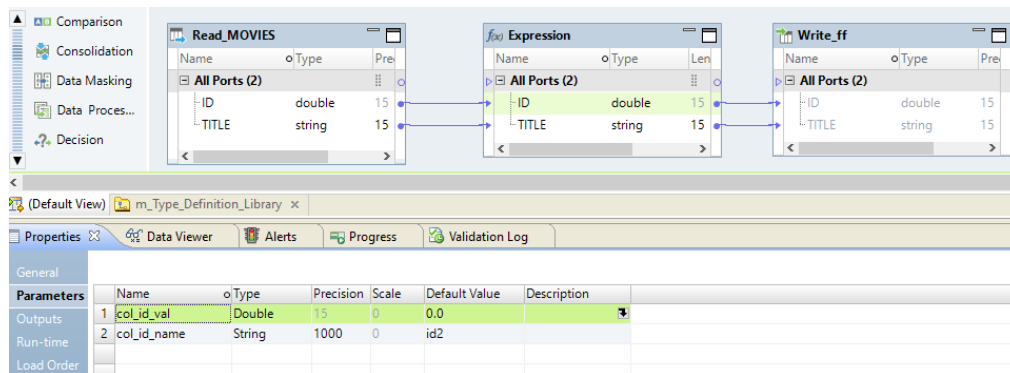 Comparison
Consolidation
Data Masking
Data Proces...
Decision
Read_MOVIES
Name Type Pre
All Ports (2)
ID double 15
TITLE string 15
f(x) Expression
Name Type Len
All Ports (2)
ID double 15
TITLE string 15
Write_ff
Name Type Pre
All Ports (2)
ID double 15
TITLE string 15
(Default View) m_Type_Definition_Library
Properties Data Viewer Alerts Progress Validation Log
General
Parameters
Outputs
Run-time
Load Order
Name Type Precision Scale Default Value Description
1 col_id_val Double 15 0 0.0
2 col_id_name String 1000 0 id2